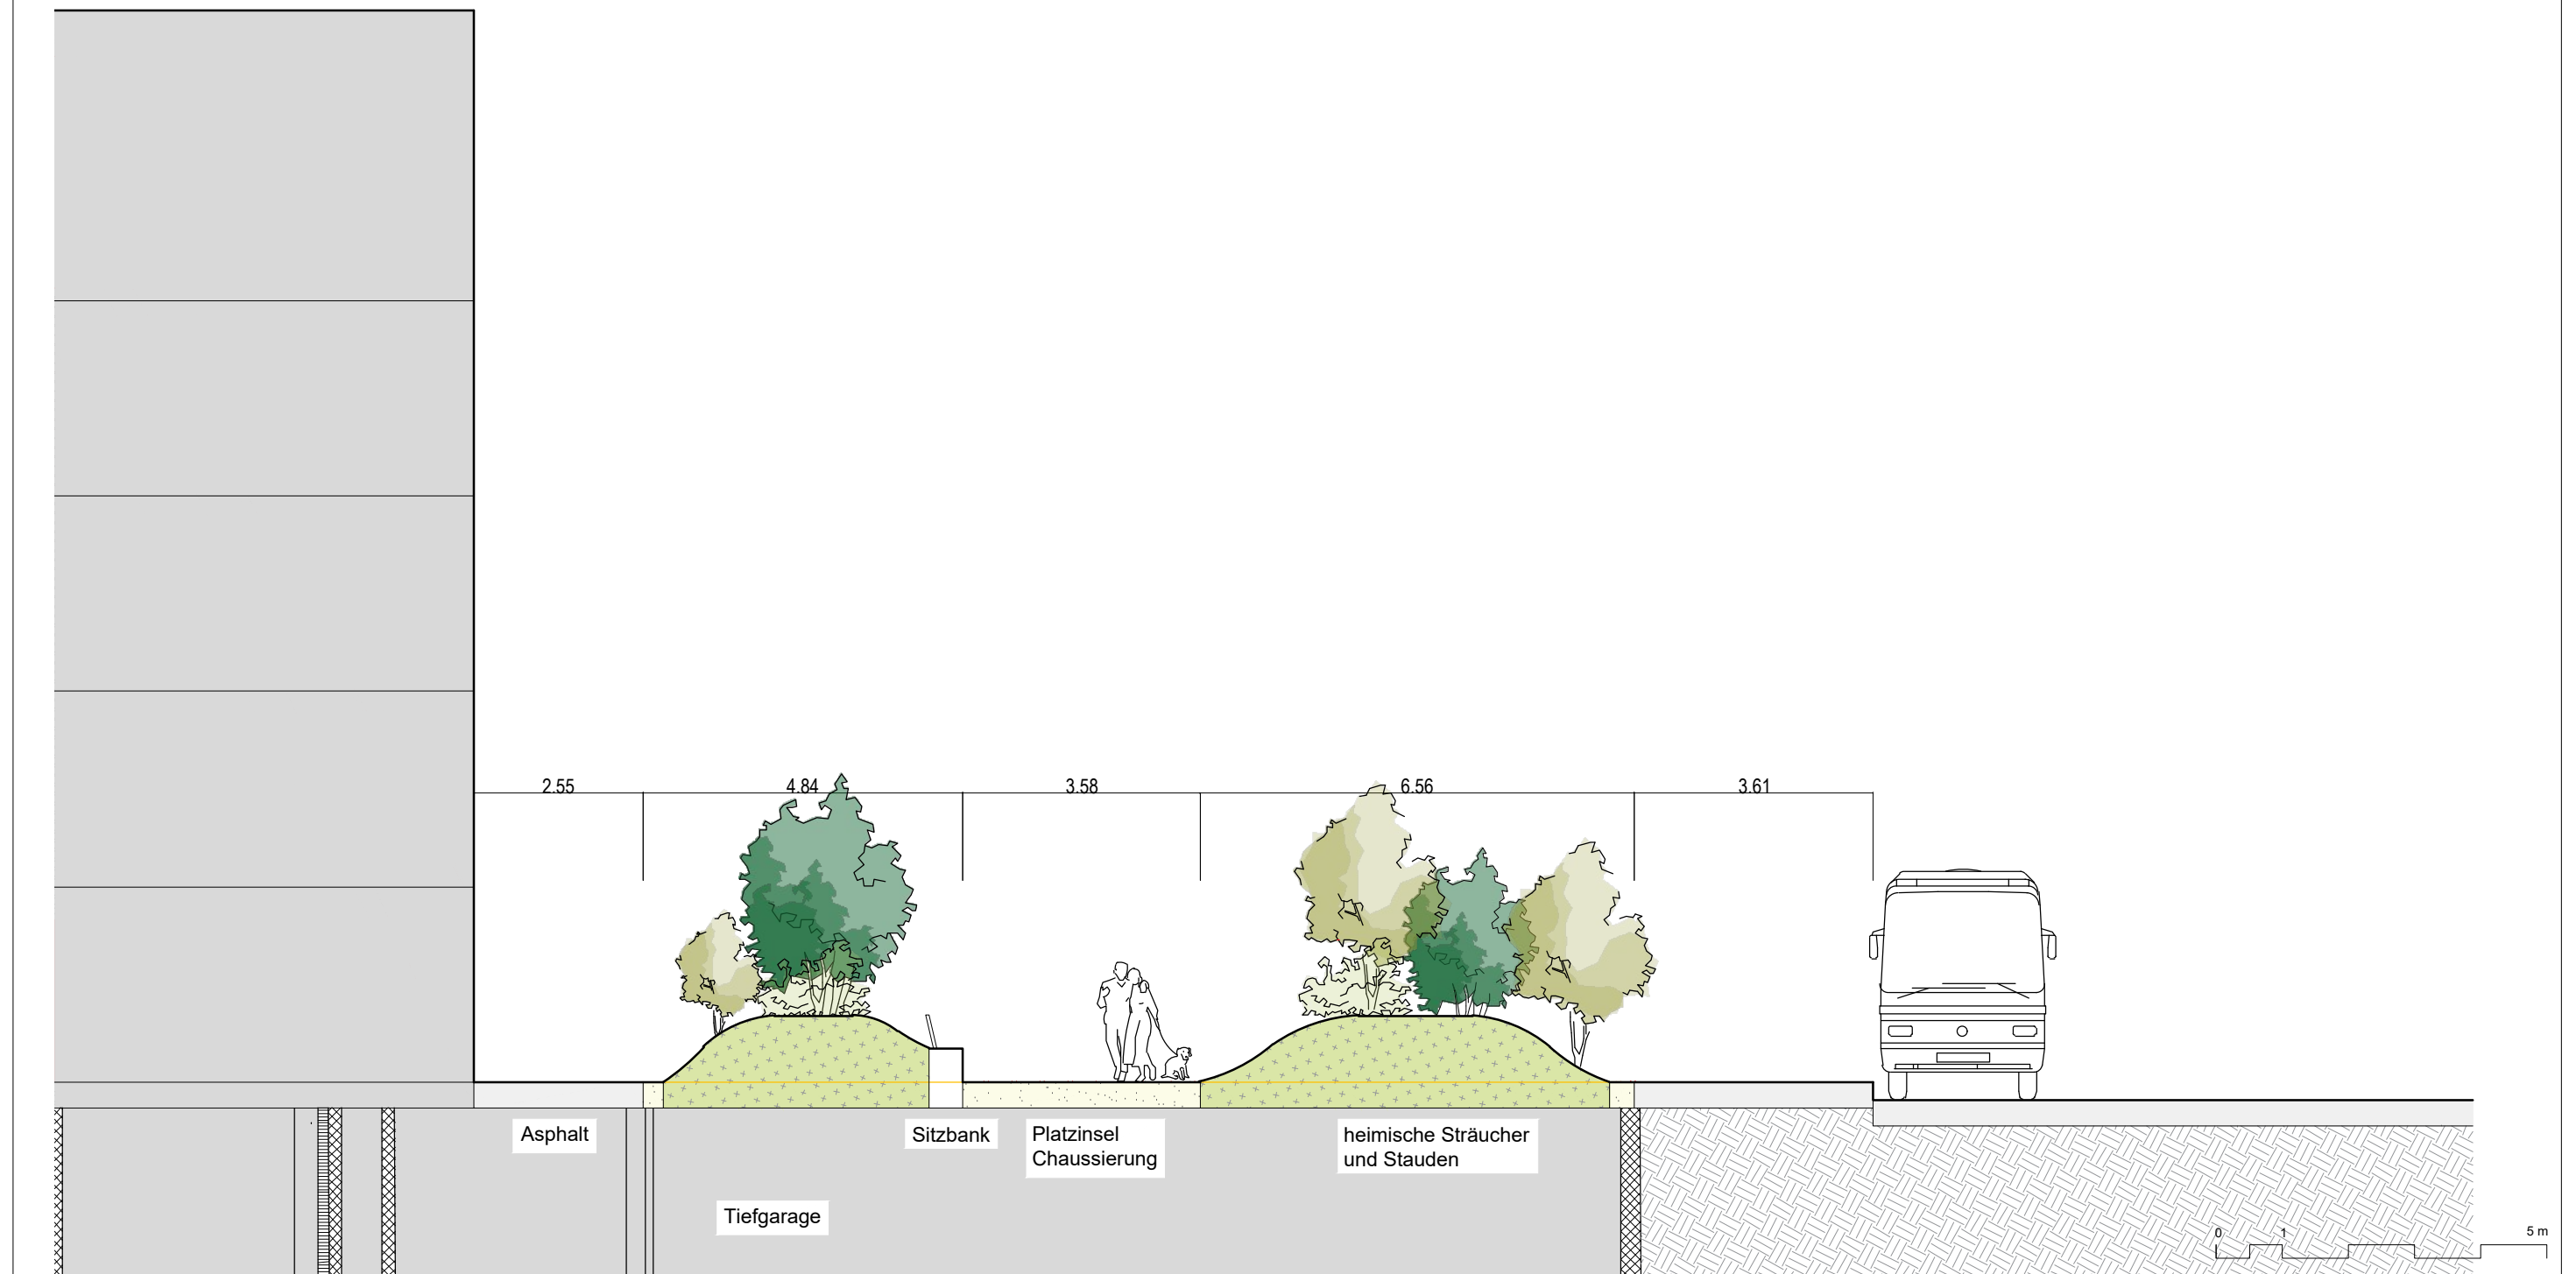 2.55
4.84
3.58
6.56
3.61
Asphalt
Sitzbank
Platzinsel
Chaussierung
heimische Sträucher
und Stauden
Tiefgarage
0 1 5 m